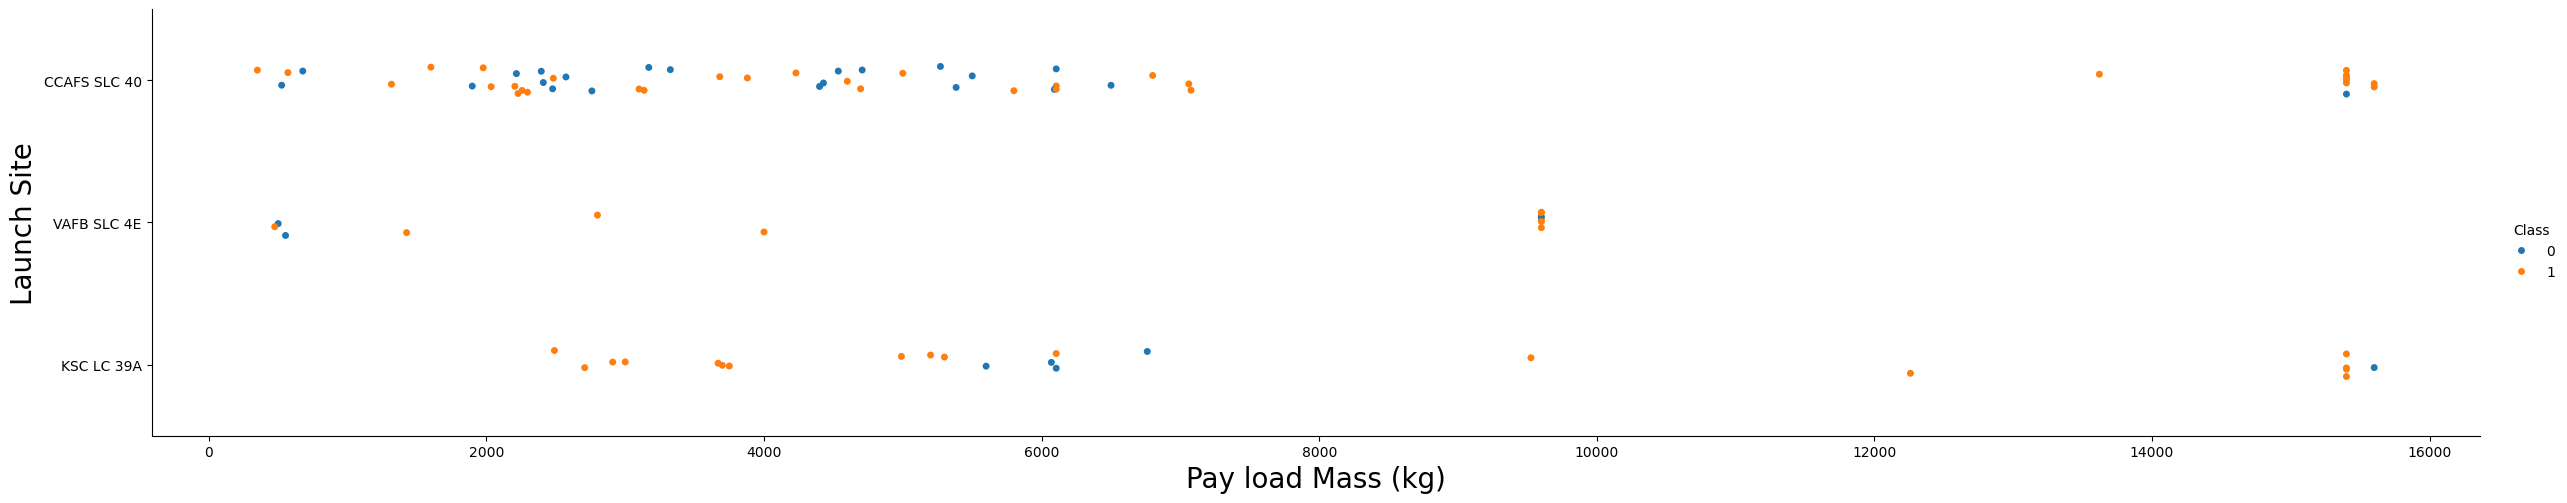 Launch Site
CCAFS SLC 40
VAFB SLC 4E
KSC LC 39A
0 2000 4000 6000 8000 10000 12000 14000 16000
Pay load Mass (kg)
Class
0
1